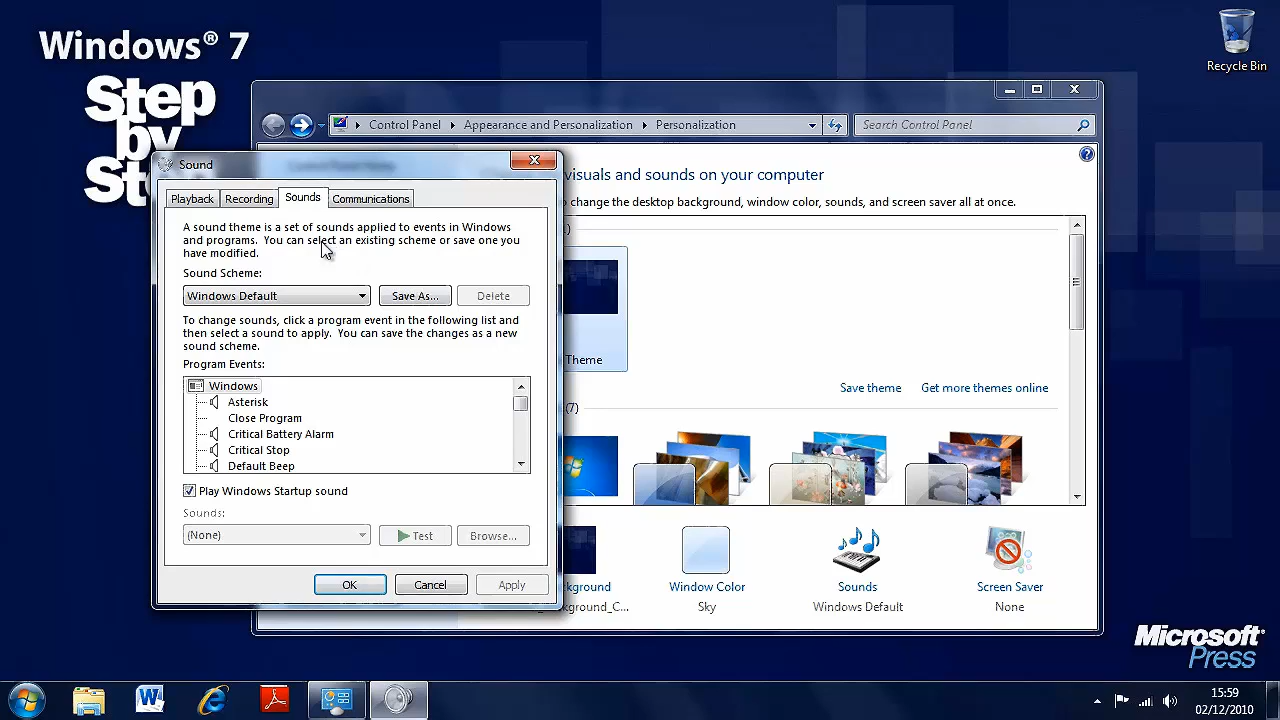 Windows® 7
Step
by
St
Recycle Bin
Control Panel
Appearance and Personalization
Personalization
Search Control Panel
Sound
Playback
Recording
Sounds
Communications
visuals and sounds on your computer
to change the desktop background, window color, sounds, and screen saver all at once.
A sound theme is a set of sounds applied to events in Windows
and programs. You can select an existing scheme or save one you
have modified.
Sound Scheme:
Windows Default
Save As...
Delete
To change sounds, click a program event in the following list and
then select a sound to apply. You can save the changes as a new
sound scheme.
Program Events:
Windows
Asterisk
Close Program
Critical Battery Alarm
Critical Stop
Default Beep
Play Windows Startup sound
Sounds:
(None)
Test
Browse...
OK
Cancel
Apply
Theme
Save theme
Get more themes online
(7)
ckground
_Background_C...
Window Color
Sky
Sounds
Windows Default
Screen Saver
None
Microsoft®
Press
15:59
02/12/2010